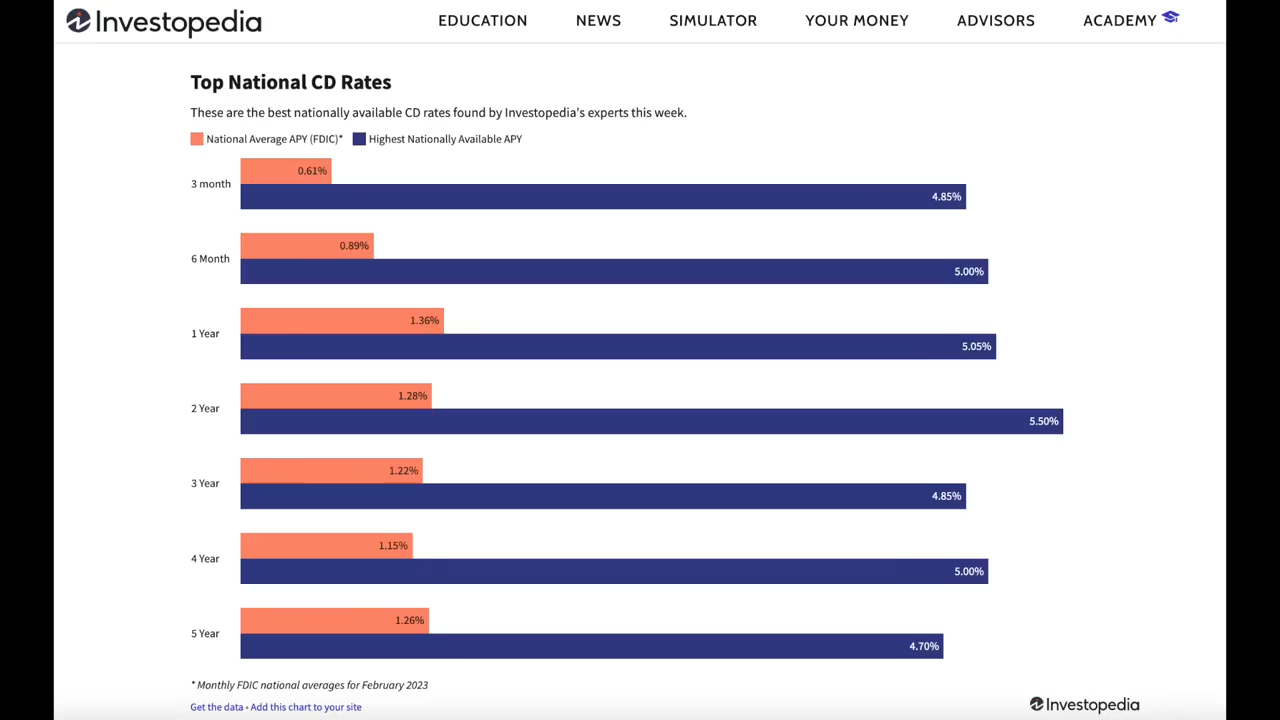 Investopedia
EDUCATION NEWS SIMULATOR YOUR MONEY ADVISORS ACADEMY
Top National CD Rates
These are the best nationally available CD rates found by Investopedia's experts this week.
National Average APY (FDIC)* Highest Nationally Available APY
3 month
0.61%
4.85%
6 Month
0.89%
5.00%
1 Year
1.36%
5.05%
2 Year
1.28%
5.50%
3 Year
1.22%
4.85%
4 Year
1.15%
5.00%
5 Year
1.26%
4.70%
* Monthly FDIC national averages for February 2023
Get the data • Add this chart to your site
Investopedia